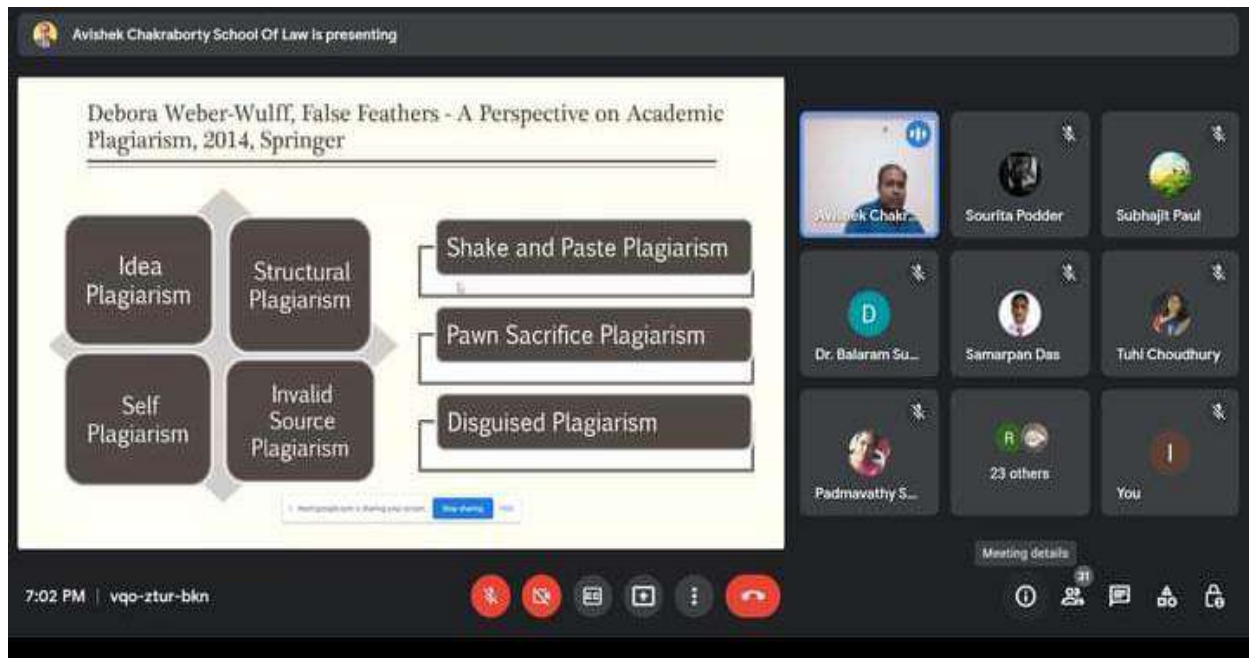 Avishek Chakraborty School Of Law is presenting
Debora Weber-Wulff, False Feathers - A Perspective on Academic
Plagiarism, 2014, Springer
Idea
Plagiarism
Structural
Plagiarism
Self
Plagiarism
Invalid
Source
Plagiarism
Shake and Paste Plagiarism
Pawn Sacrifice Plagiarism
Disguised Plagiarism
Stop sharing
Avishek Chakr...
Sourita Podder
Subhajit Paul
D
Dr. Balaram Su...
Samarpan Das
Tuhi Choudhury
Padmavathy S...
R
23 others
I
You
Meeting details
7:02 PM | vqo-ztur-bkn
31